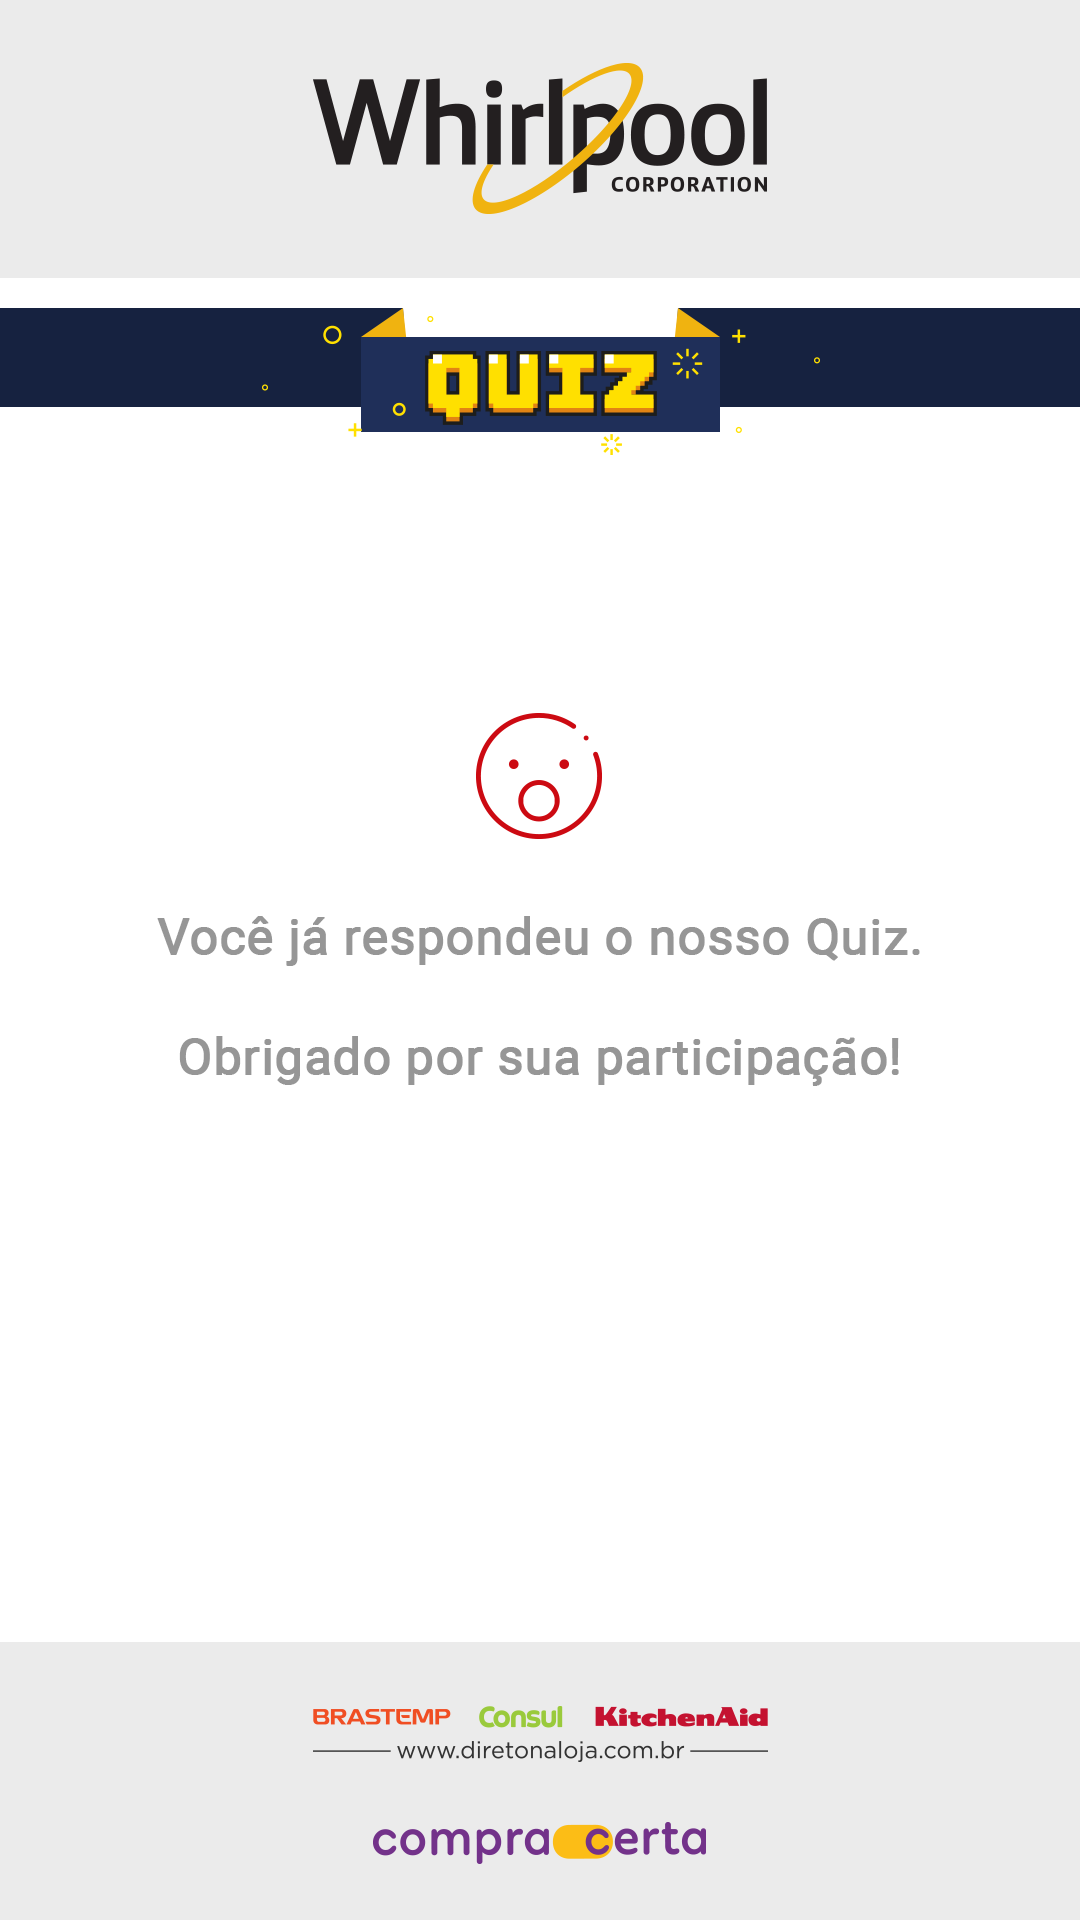 Whirlpool
CORPORATION
QUIZ
Você já respondeu o nosso Quiz.
Obrigado por sua participação!
BRASTEMP Consul KitchenAid
www.diretonaloja.com.br
compra certa